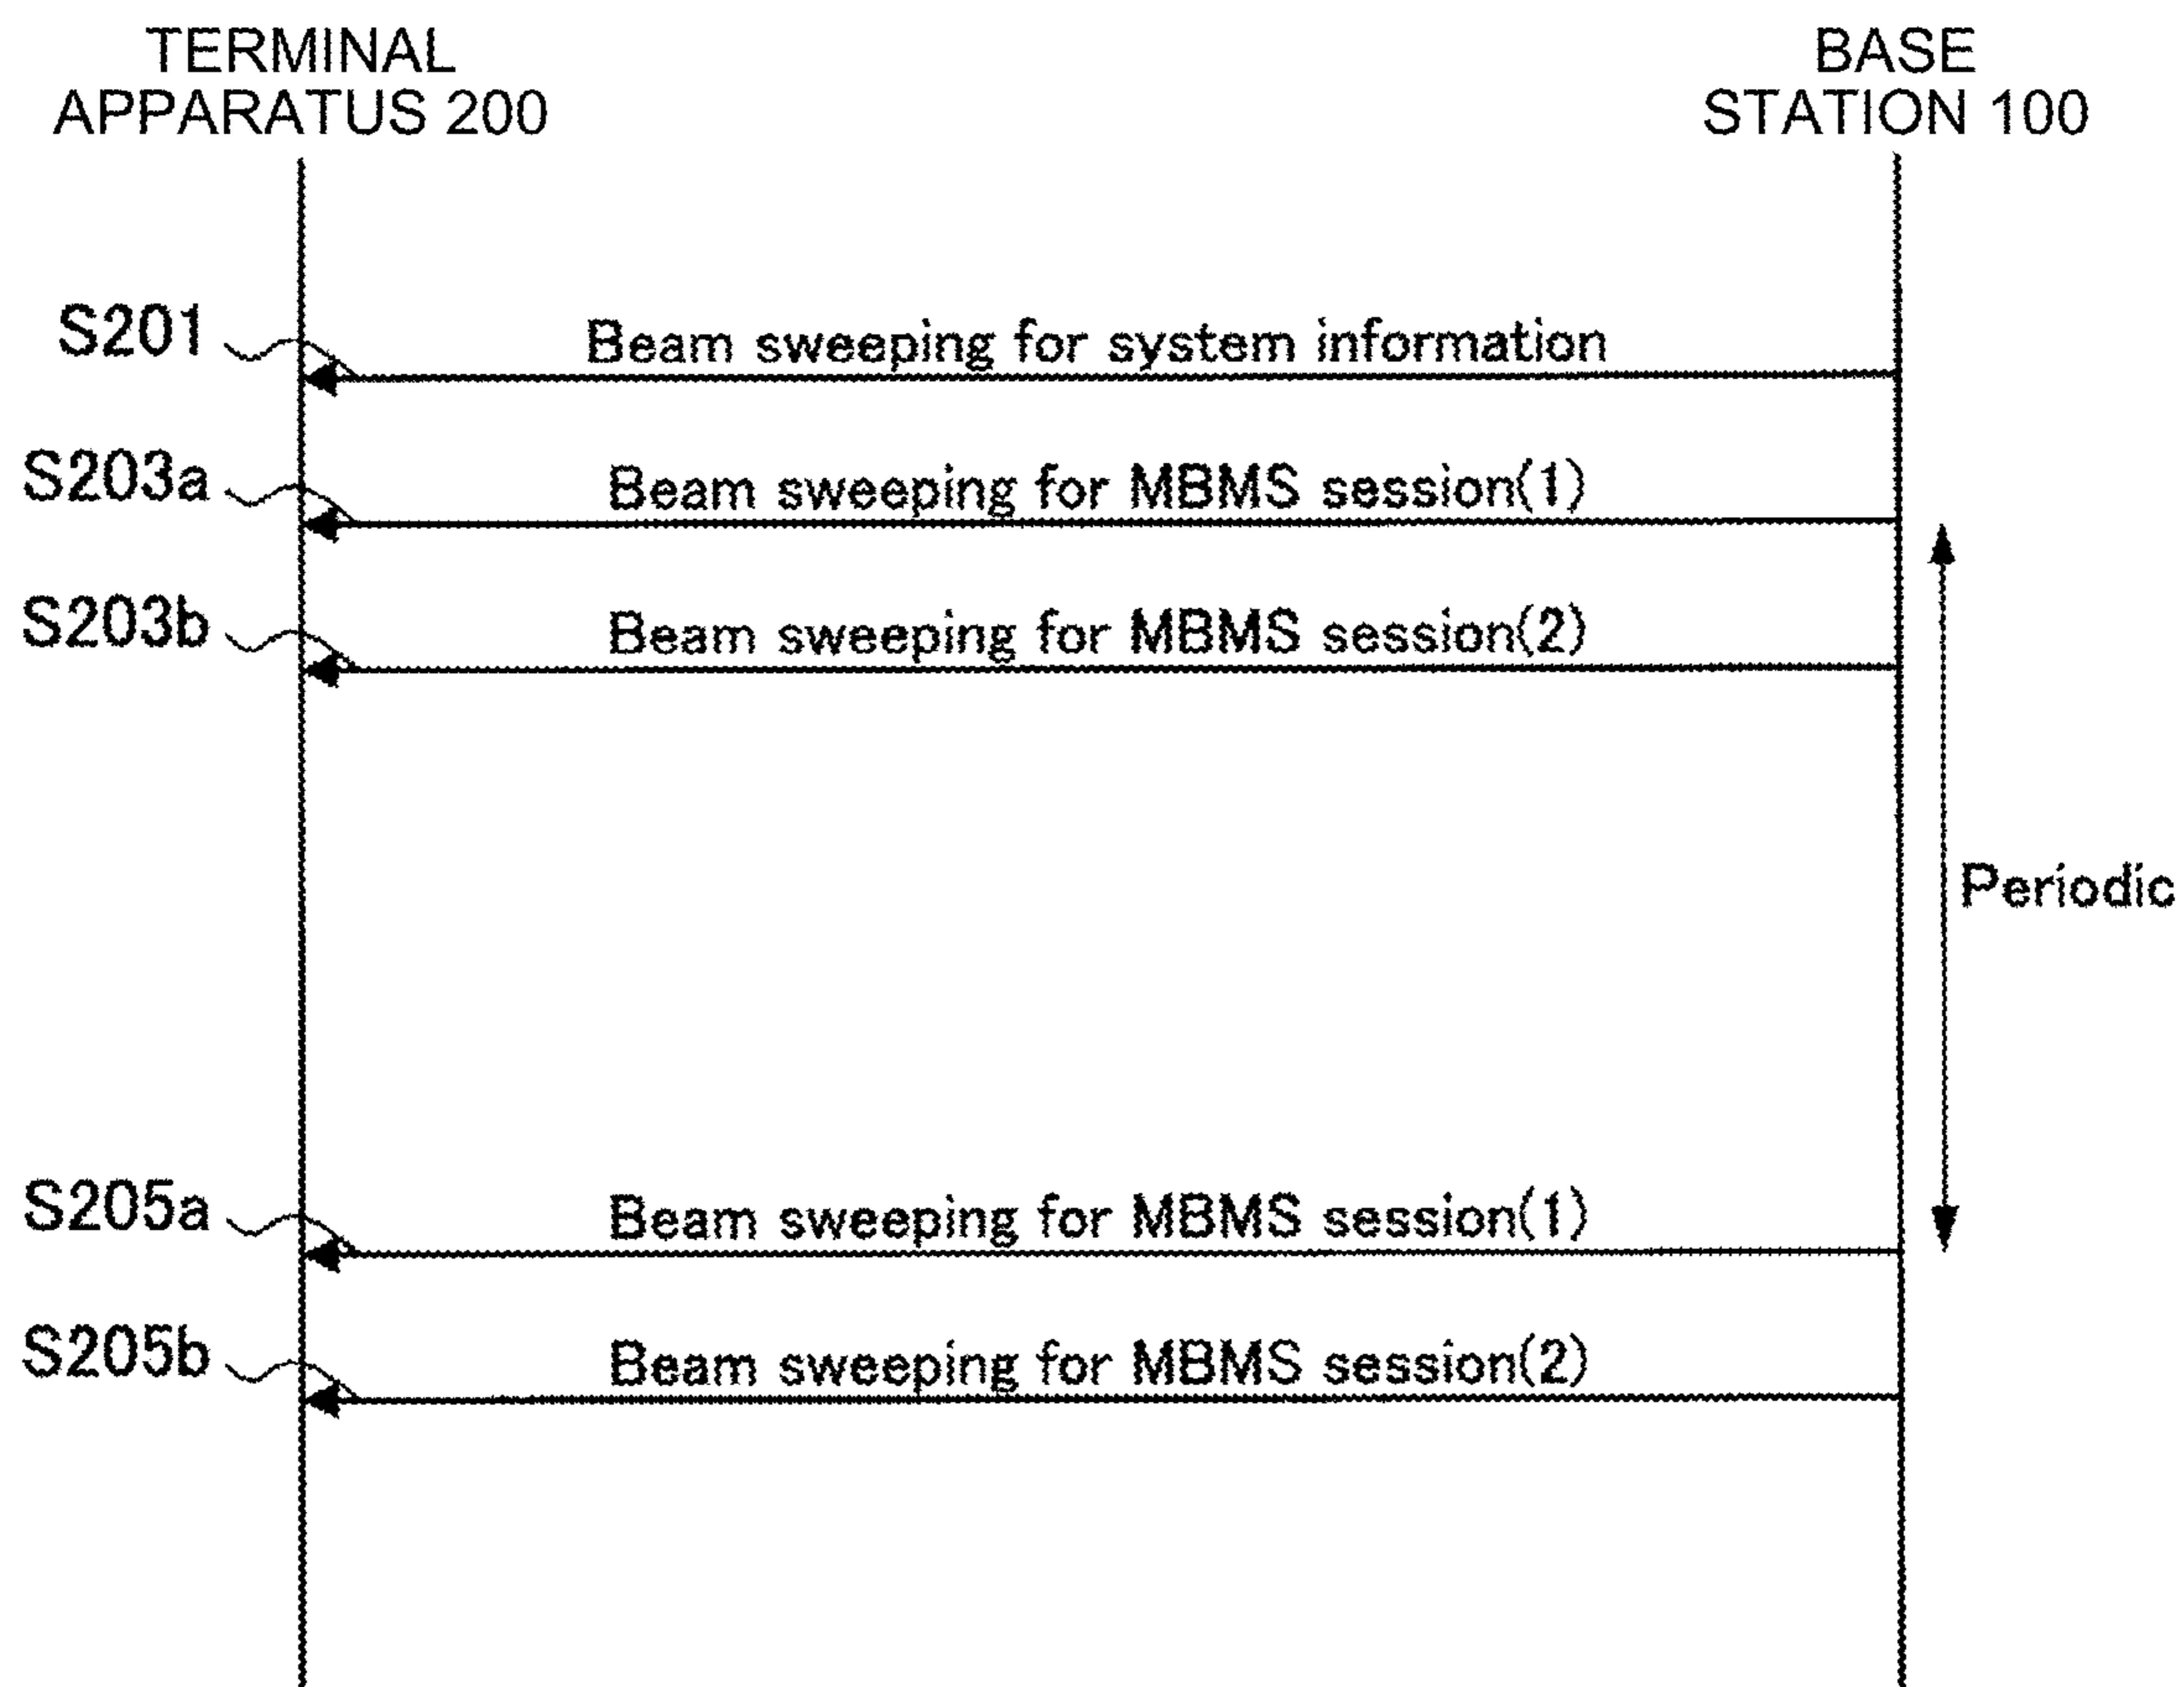 TERMINAL
APPARATUS 200
BASE
STATION 100
S201
Beam sweeping for system information
S203a
Beam sweeping for MBMS session(1)
S203b
Beam sweeping for MBMS session(2)
Periodic
S205a
Beam sweeping for MBMS session(1)
S205b
Beam sweeping for MBMS session(2)